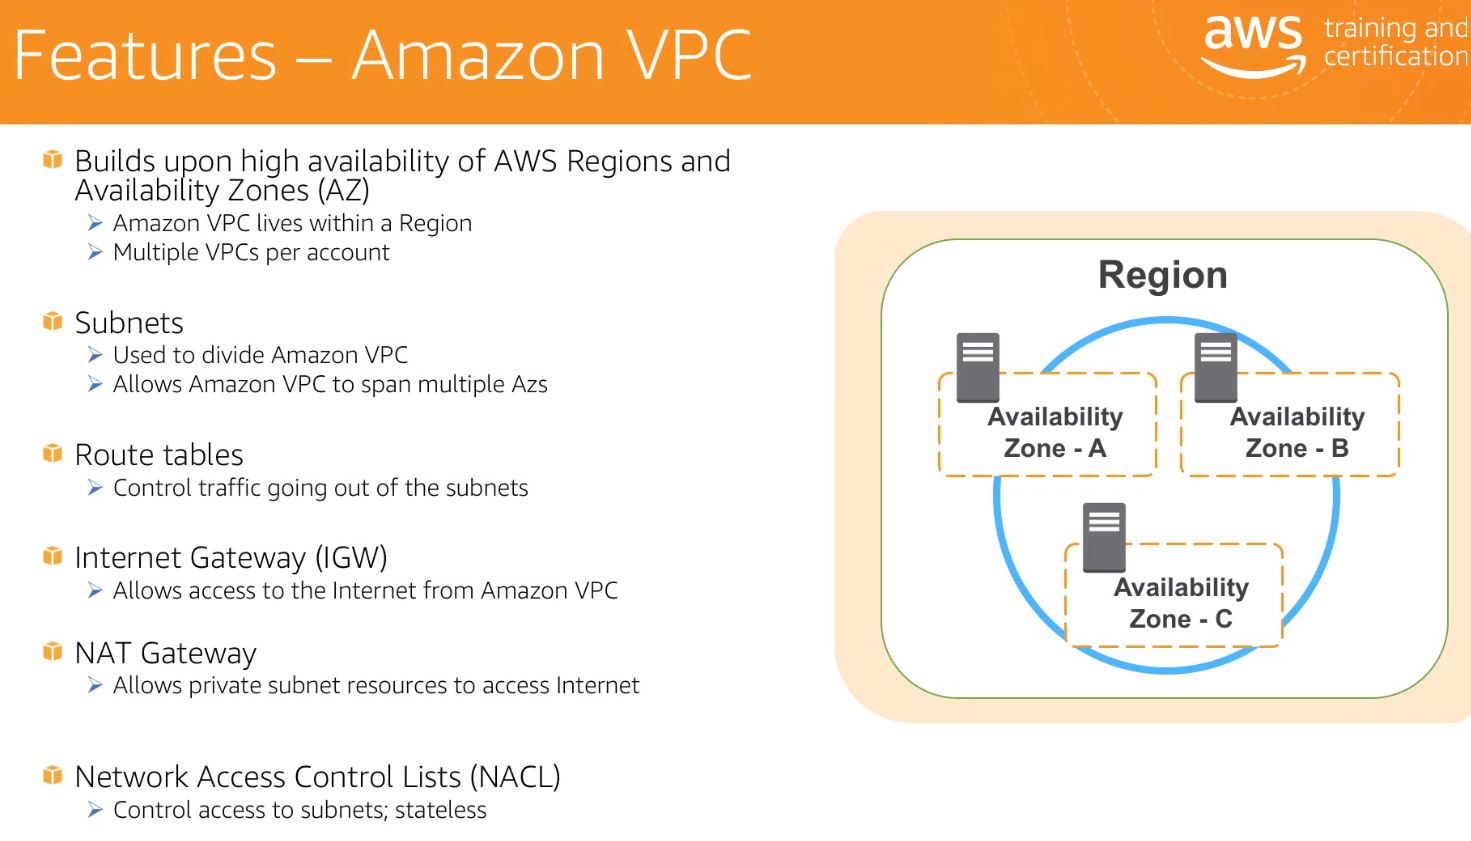 Features – Amazon VPC
aws training and
certification
Builds upon high availability of AWS Regions and
Availability Zones (AZ)
Amazon VPC lives within a Region
Multiple VPCs per account
Subnets
Used to divide Amazon VPC
Allows Amazon VPC to span multiple Azs
Route tables
Control traffic going out of the subnets
Internet Gateway (IGW)
Allows access to the Internet from Amazon VPC
NAT Gateway
Allows private subnet resources to access Internet
Network Access Control Lists (NACL)
Control access to subnets; stateless
Region
Availability
Zone - A
Availability
Zone - B
Availability
Zone - C